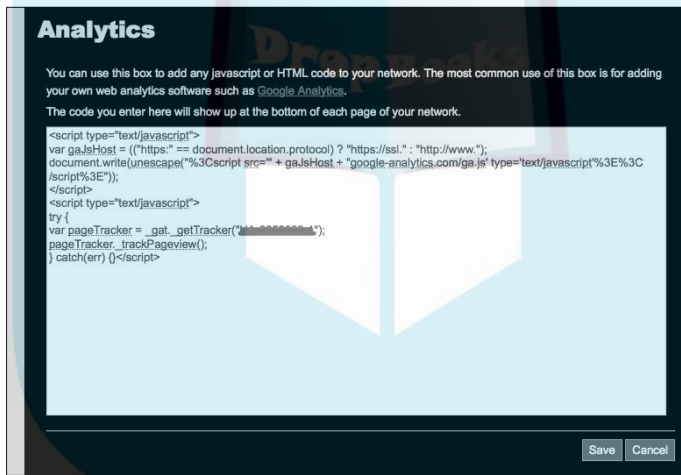 Analytics
DropBooks
You can use this box to add any javascript or HTML code to your network. The most common use of this box is for adding
your own web analytics software such as Google Analytics.
The code you enter here will show up at the bottom of each page of your network.
<script type="text/javascript">
var gaJsHost = (("https:" == document.location.protocol) ? "https://ssl." : "http://www.");
document.write(unescape("%3Cscript src='" + gaJsHost + "google-analytics.com/ga.js' type='text/javascript'%3E%3C
/script%3E"));
</script>
<script type="text/javascript">
try {
var pageTracker = _gat._getTracker("");
pageTracker._trackPageview();
} catch(err) {}</script>
Save Cancel